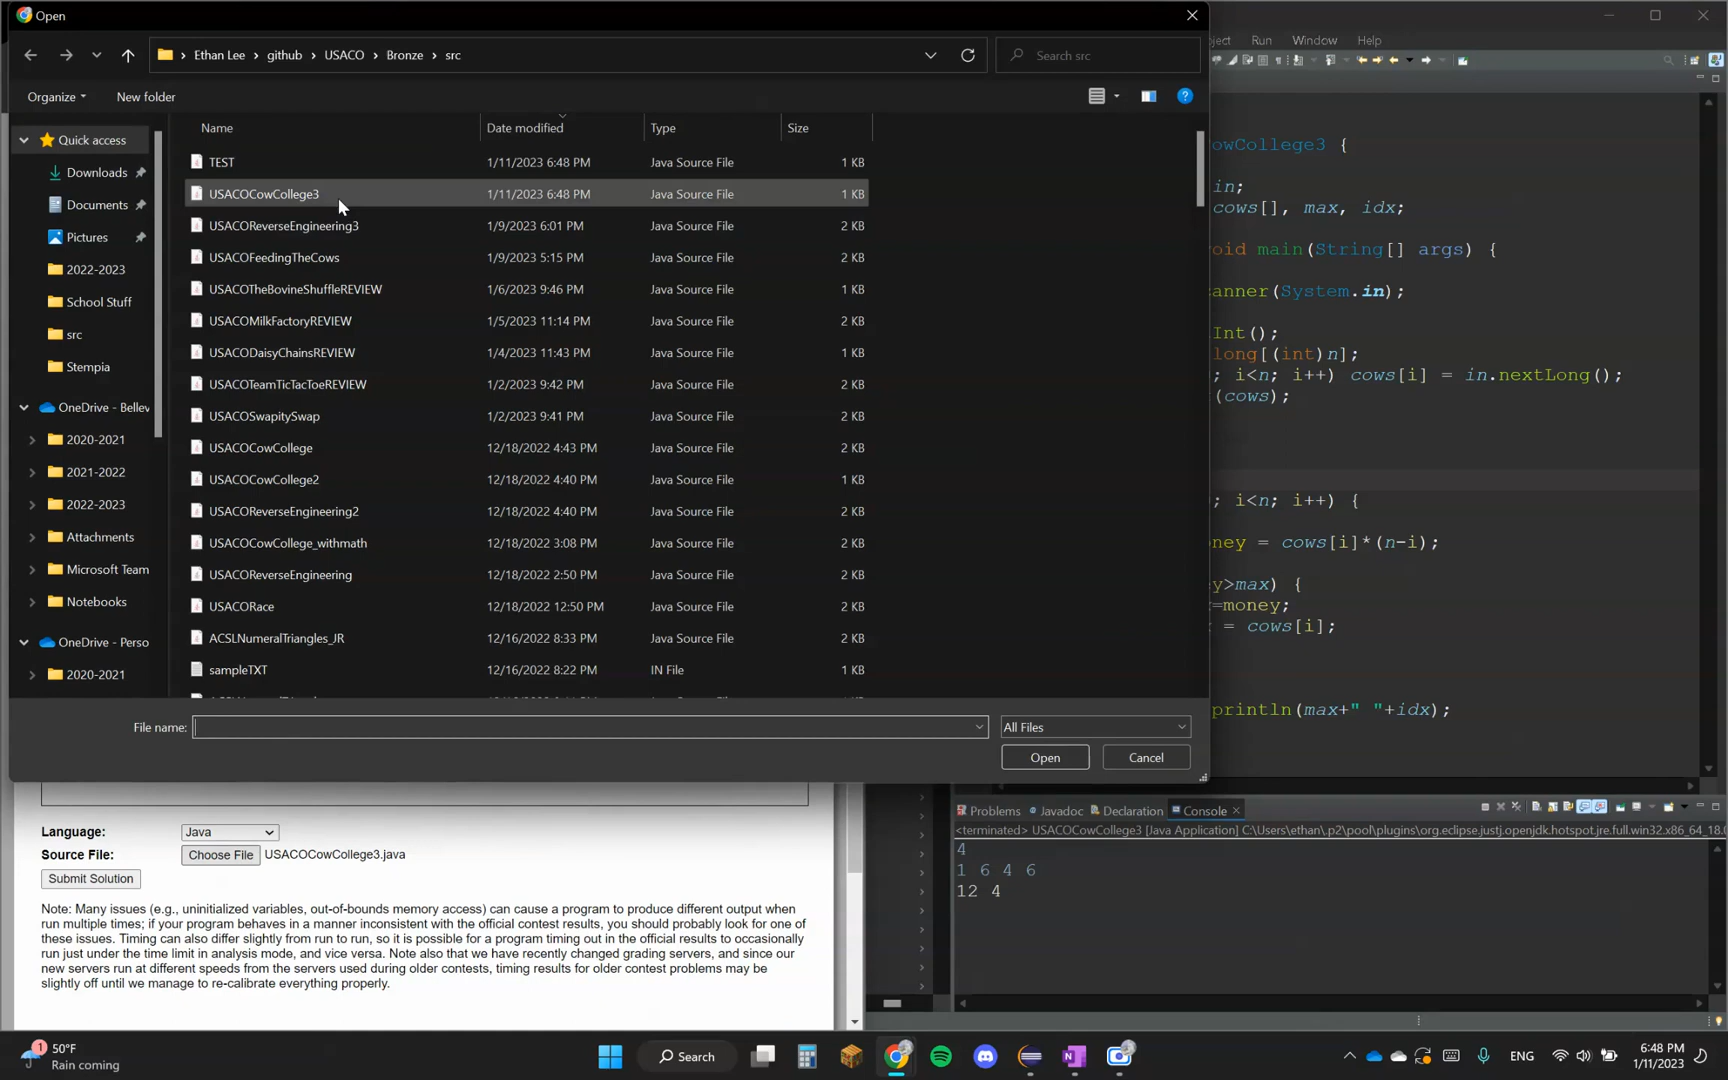 Open
Ethan Lee > github > USACO > Bronze > src
Search src
Organize
New folder
Name
Date modified
Type
Size
Quick access
Downloads
Documents
Pictures
2022-2023
School Stuff
src
Stempia
OneDrive - Bellev
2020-2021
2021-2022
2022-2023
Attachments
Microsoft Team
Notebooks
OneDrive - Perso
2020-2021
TEST 1/11/2023 6:48 PM Java Source File 1 KB
USACOCowCollege3 1/11/2023 6:48 PM Java Source File 1 KB
USACOReverseEngineering3 1/9/2023 6:01 PM Java Source File 2 KB
USACOFeedingTheCows 1/9/2023 5:15 PM Java Source File 2 KB
USACOTheBovineShuffleREVIEW 1/6/2023 9:46 PM Java Source File 1 KB
USACOMilkFactoryREVIEW 1/5/2023 11:14 PM Java Source File 2 KB
USACODaisyChainsREVIEW 1/4/2023 11:43 PM Java Source File 1 KB
USACOTeamTicTacToeREVIEW 1/2/2023 9:42 PM Java Source File 2 KB
USACOSwapitySwap 1/2/2023 9:41 PM Java Source File 2 KB
USACOCowCollege 12/18/2022 4:43 PM Java Source File 2 KB
USACOCowCollege2 12/18/2022 4:40 PM Java Source File 1 KB
USACOReverseEngineering2 12/18/2022 4:40 PM Java Source File 2 KB
USACOCowCollege_withmath 12/18/2022 3:08 PM Java Source File 2 KB
USACOReverseEngineering 12/18/2022 2:50 PM Java Source File 2 KB
USACORace 12/18/2022 12:50 PM Java Source File 2 KB
ACSLNumeralTriangles_JR 12/16/2022 8:33 PM Java Source File 2 KB
sampleTXT 12/16/2022 8:22 PM IN File 1 KB
File name:
All Files
Open
Cancel
ject Run Window Help
owCollege3 {
in;
cows[], max, idx;
oid main(String[] args) {
anner(System.in);
Int();
long[(int)n];
; i<n; i++) cows[i] = in.nextLong();
(cows);
; i<n; i++) {
ney = cows[i]*(n-i);
y>max) {
=money;
= cows[i];
println(max+" "+idx);
Problems Javadoc Declaration Console
<terminated> USACOCowCollege3 [Java Application] C:\Users\ethan\.p2\pool\plugins\org.eclipse.justj.openjdk.hotspot.jre.full.win32.x86_64_18.0
4
1 6 4 6
12 4
Language: Java
Source File: Choose File USACOCowCollege3.java
Submit Solution
Note: Many issues (e.g., uninitialized variables, out-of-bounds memory access) can cause a program to produce different output when
run multiple times; if your program behaves in a manner inconsistent with the official contest results, you should probably look for one of
these issues. Timing can also differ slightly from run to run, so it is possible for a program timing out in the official results to occasionally
run just under the time limit in analysis mode, and vice versa. Note also that we have recently changed grading servers, and since our
new servers run at different speeds from the servers used during older contests, timing results for older contest problems may be
slightly off until we manage to re-calibrate everything properly.
1
50°F
Rain coming
Search
ENG
6:48 PM
1/11/2023